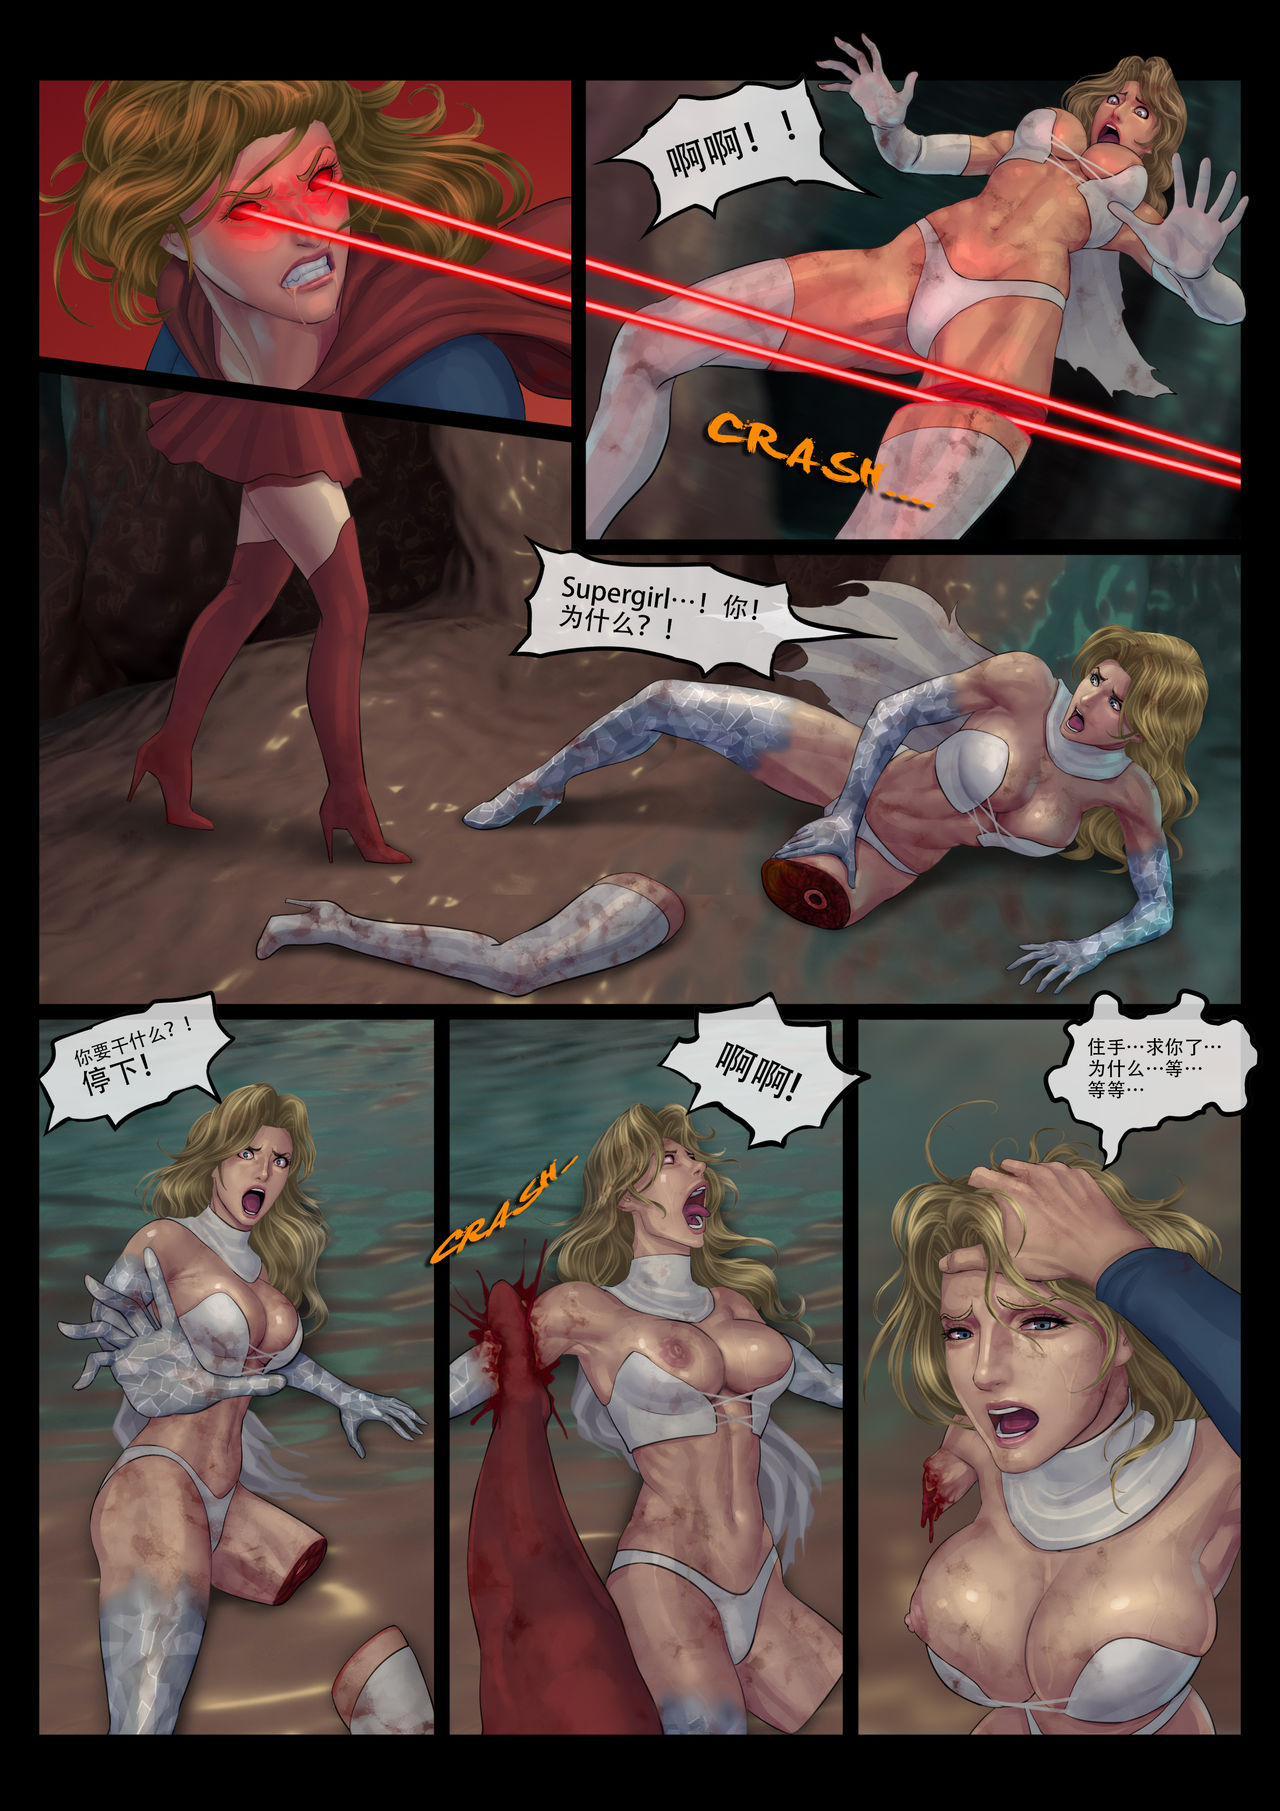 啊啊！！
CRASH...
Supergirl…！你！
为什么？！
你要干什么？！
停下！
CRASH...
啊啊！
住手…求你了…
为什么…等…
等等…